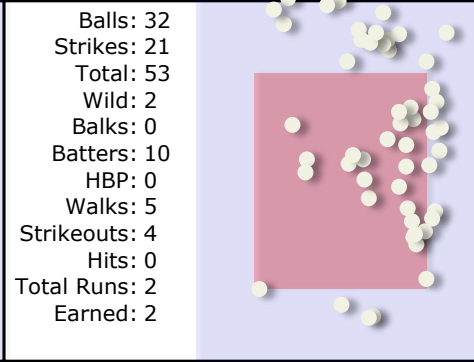 Balls: 32
Strikes: 21
Total: 53
Wild: 2
Balks: 0
Batters: 10
HBP: 0
Walks: 5
Strikeouts: 4
Hits: 0
Total Runs: 2
Earned: 2